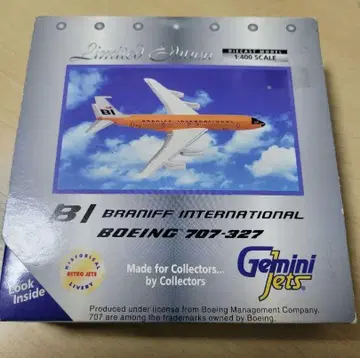 Limited Edition
DIECAST MODEL
1:400 SCALE
BI
BI BRANIFF INTERNATIONAL
BOEING 707-327
HISTORICAL
RETRO JETS
LIVERY
Look
Inside
Made for Collectors...
by Collectors
Gemini
Jets®
Produced under license from Boeing Management Company.
707 are among the trademarks owned by Boeing.